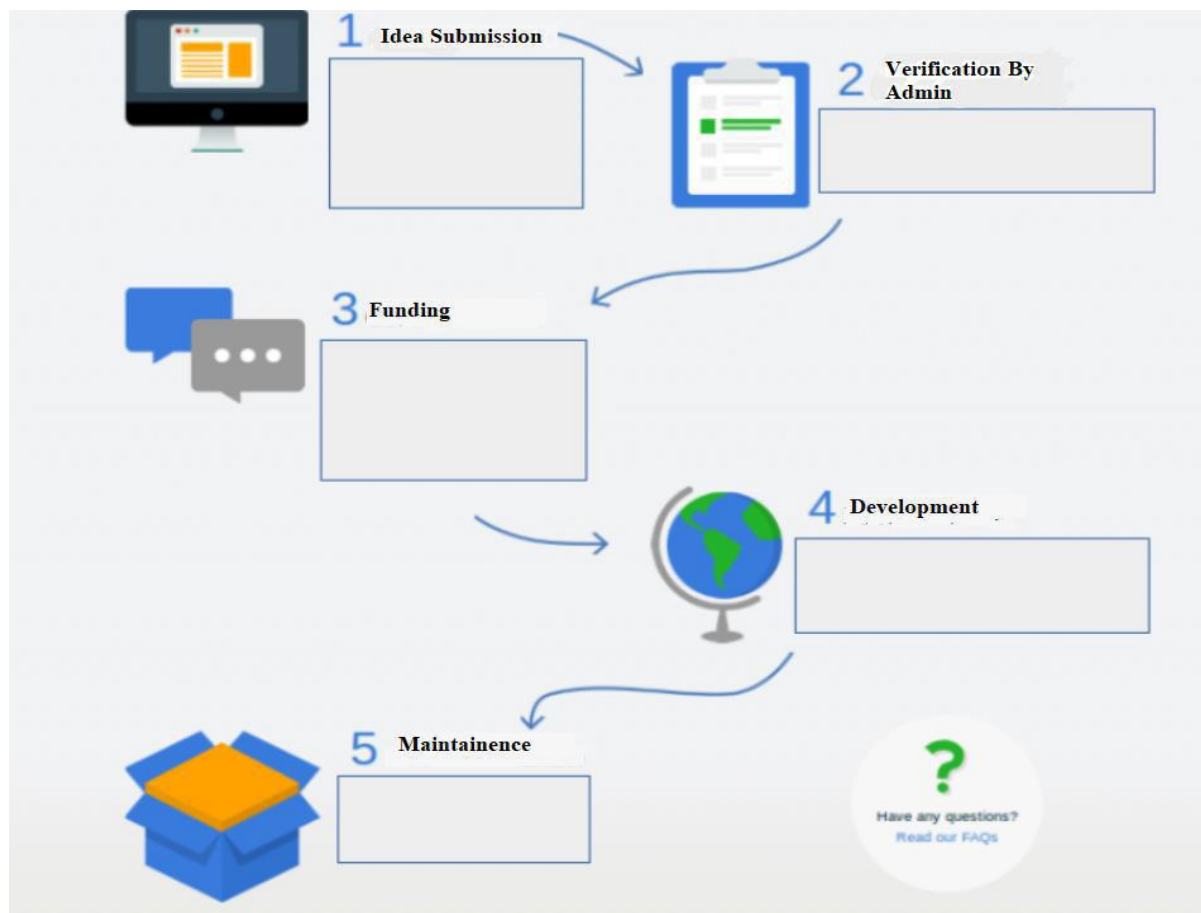 1 Idea Submission
2 Verification By
Admin
3 Funding
4 Development
5 Maintainence
Have any questions?
Read our FAQs